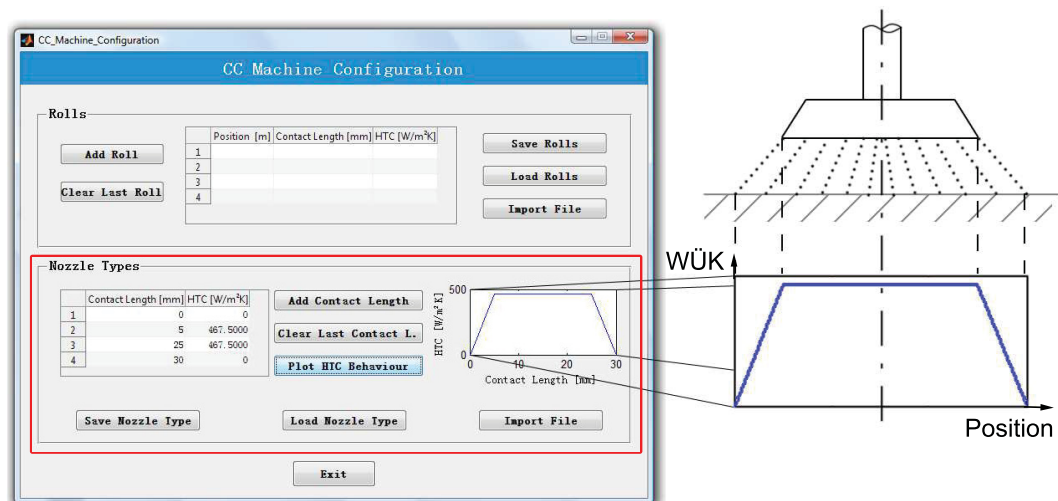 CC_Machine_Configuration
CC Machine Configuration
Rolls
Add Roll
Clear Last Roll
Position [m] Contact Length [mm] HTC [W/m²K]
1
2
3
4
Save Rolls
Load Rolls
Import File
Nozzle Types
Contact Length [mm] HTC [W/m²K]
1 0 0
2 5 467.5000
3 25 467.5000
4 30 0
Add Contact Length
Clear Last Contact L.
Plot HTC Behaviour
HTC [W/m²K]
500
0
0 10 20 30
Contact Length [mm]
Save Nozzle Type
Load Nozzle Type
Import File
Exit
WÜK
Position